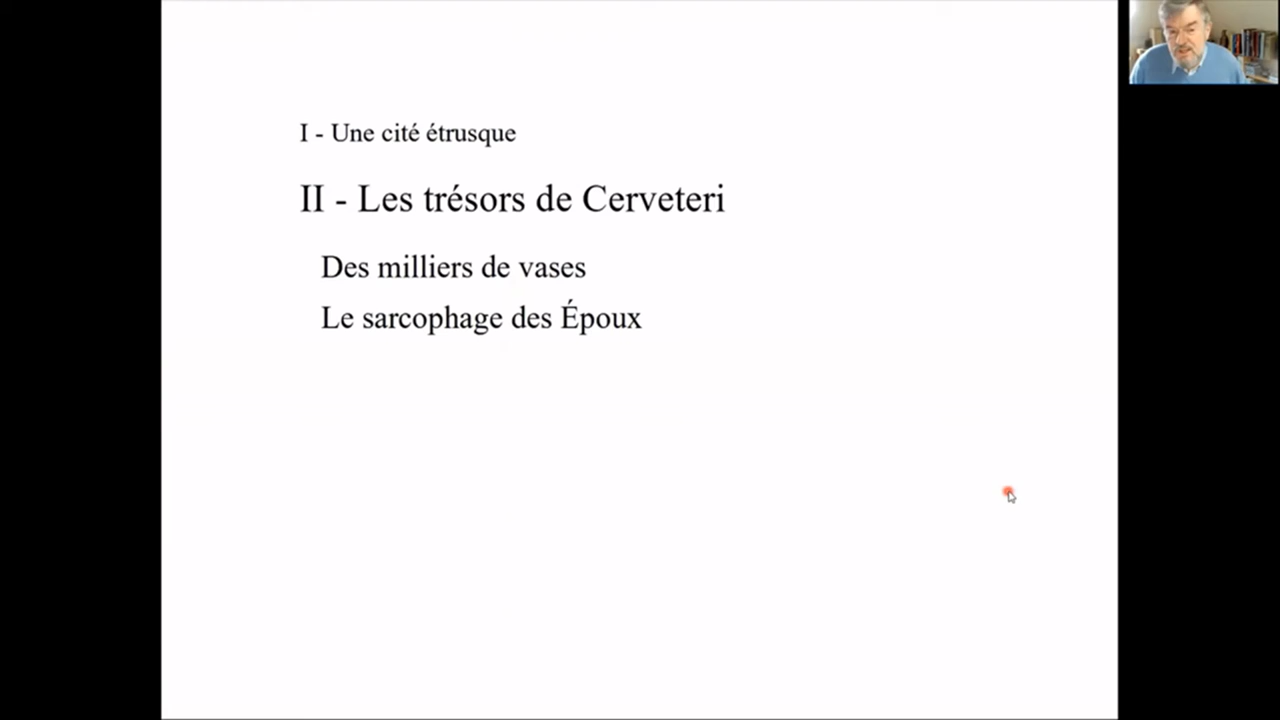 I - Une cité étrusque
II - Les trésors de Cerveteri
Des milliers de vases
Le sarcophage des Époux